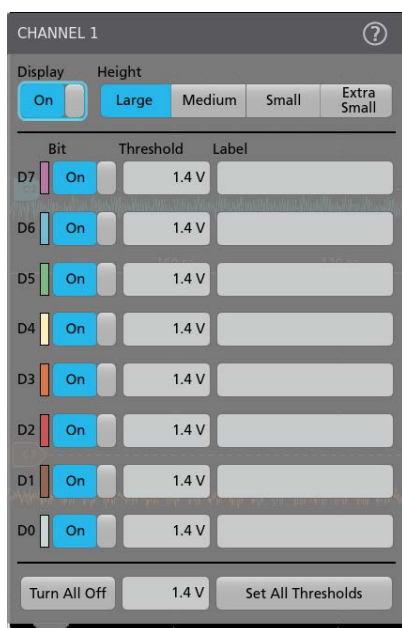 CHANNEL 1 ?
Display Height
On Large Medium Small Extra Small
Bit Threshold Label
D7 On 1.4 V
D6 On 1.4 V
D5 On 1.4 V
D4 On 1.4 V
D3 On 1.4 V
D2 On 1.4 V
D1 On 1.4 V
D0 On 1.4 V
Turn All Off 1.4 V Set All Thresholds